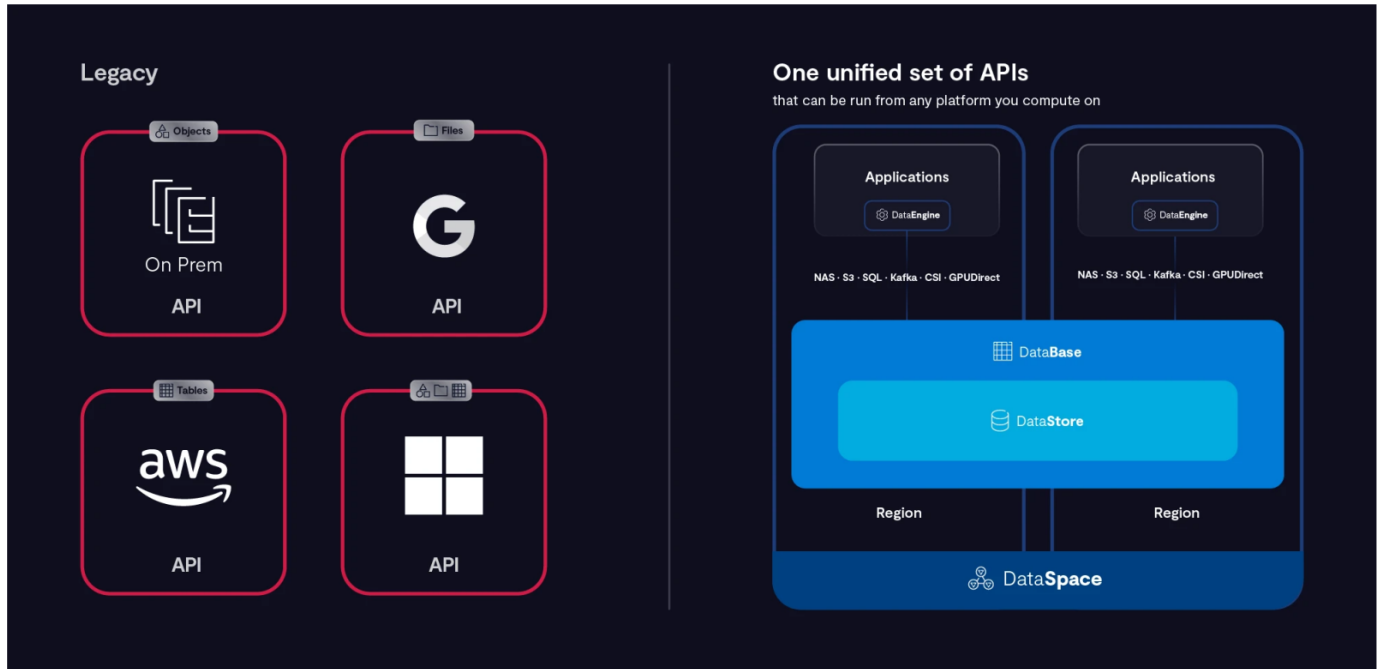 Legacy
Objects
On Prem
API
Files
G
API
Tables
aws
API
API
One unified set of APIs
that can be run from any platform you compute on
Applications
DataEngine
NAS · S3 · SQL · Kafka · CSI · GPUDirect
Applications
DataEngine
NAS · S3 · SQL · Kafka · CSI · GPUDirect
DataBase
DataStore
Region
Region
DataSpace